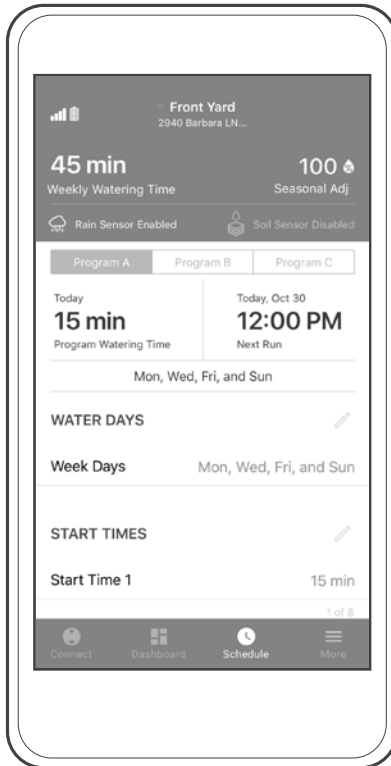 Front Yard
2940 Barbara LN...
45 min
100
Weekly Watering Time
Seasonal Adj
Rain Sensor Enabled
Soil Sensor Disabled
Program A
Program B
Program C
Today
Today, Oct 30
15 min
12:00 PM
Program Watering Time
Next Run
Mon, Wed, Fri, and Sun
WATER DAYS
Week Days
Mon, Wed, Fri, and Sun
START TIMES
Start Time 1
15 min
1 of 8
Connect
Dashboard
Schedule
More